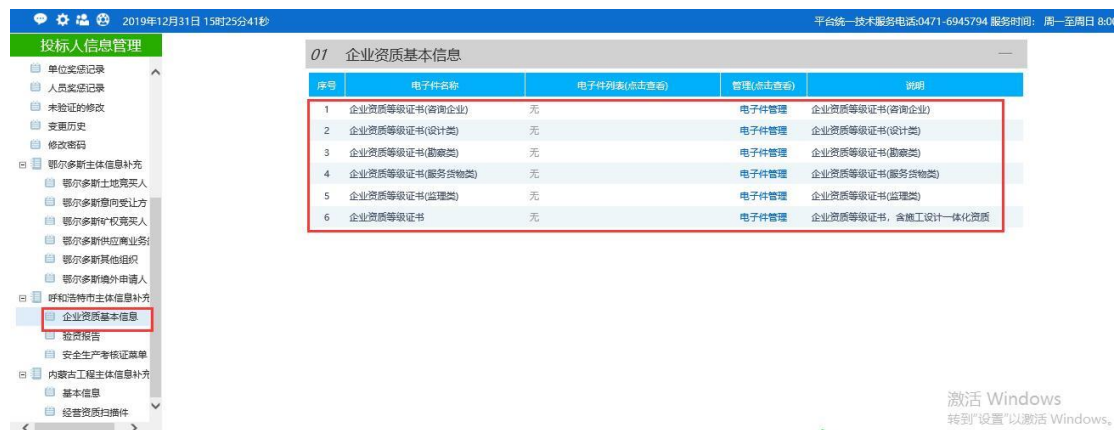 2019年12月31日 15时25分41秒
平台统一技术服务电话:0471-6945794 服务时间: 周一至周日 8:00
投标人信息管理
单位奖惩记录
人员奖惩记录
未验证的修改
变更历史
修改密码
鄂尔多斯主体信息补充
鄂尔多斯土地竞买人
鄂尔多斯意向受让方
鄂尔多斯矿权竞买人
鄂尔多斯供应商业务
鄂尔多斯其他组织
鄂尔多斯境外申请人
呼和浩特市主体信息补充
企业资质基本信息
验资报告
安全生产考核证菜单
内蒙古工程主体信息补充
基本信息
经营资质扫描件
01 企业资质基本信息
序号 电子件名称 电子件列表(点击查看) 管理(点击查看) 说明
1 企业资质等级证书(咨询企业) 无 电子件管理 企业资质等级证书(咨询企业)
2 企业资质等级证书(设计类) 无 电子件管理 企业资质等级证书(设计类)
3 企业资质等级证书(勘察类) 无 电子件管理 企业资质等级证书(勘察类)
4 企业资质等级证书(服务货物类) 无 电子件管理 企业资质等级证书(服务货物类)
5 企业资质等级证书(监理类) 无 电子件管理 企业资质等级证书(监理类)
6 企业资质等级证书 无 电子件管理 企业资质等级证书，含施工设计一体化资质
激活 Windows
转到"设置"以激活 Windows。